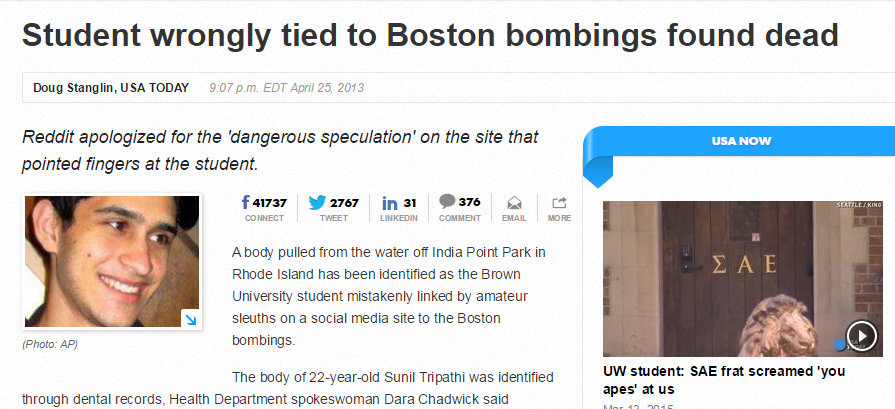 Student wrongly tied to Boston bombings found dead
Doug Stanglin, USA TODAY 9:07 p.m. EDT April 25, 2013
Reddit apologized for the 'dangerous speculation' on the site that
pointed fingers at the student.
(Photo: AP)
41737
CONNECT
2767
TWEET
31
LINKEDIN
376
COMMENT
EMAIL
MORE
A body pulled from the water off India Point Park in
Rhode Island has been identified as the Brown
University student mistakenly linked by amateur
sleuths on a social media site to the Boston
bombings.
The body of 22-year-old Sunil Tripathi was identified
through dental records, Health Department spokeswoman Dara Chadwick said
USA NOW
SEATTLE / KING
ΣΑΕ
UW student: SAE frat screamed 'you
apes' at us
Mar 13, 2015